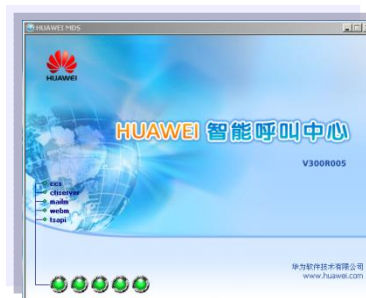 HUAWEI MDS
HUAWEI
HUAWEI 智能呼叫中心
V300R005
ccs
ctiserver
mailm
webm
tsapi
华为软件技术有限公司
www.huawei.com